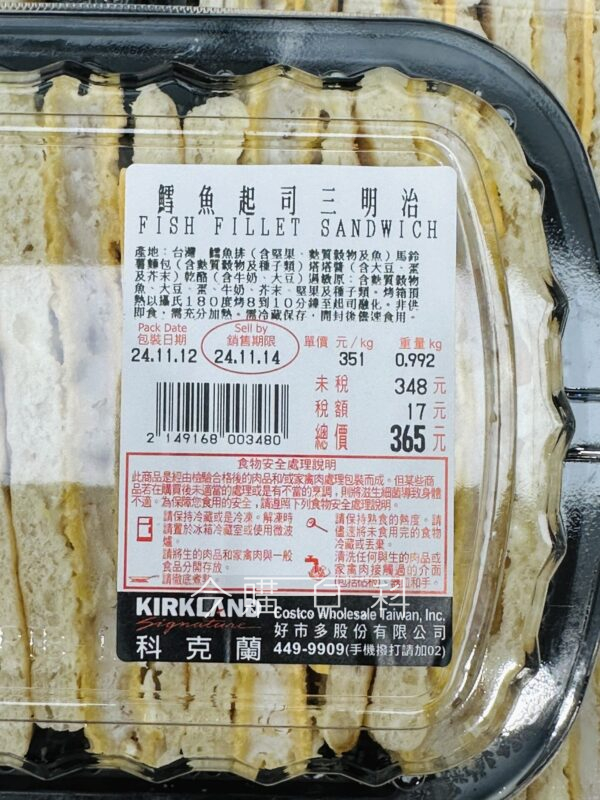 鱈魚起司三明治
FISH FILLET SANDWICH
產地：台灣 鱈魚排（含堅果、麩質穀物及魚）馬鈴
薯麵包（含麩質穀物及種子類）塔塔醬（含大豆、蛋
及芥末）乾酪（含牛奶、大豆）過敏原：含麩質穀物
魚、大豆、蛋、牛奶、芥末、堅果及種子類。烤箱預
熱以攝氏180度烤8到10分鐘至起司融化。非供
即食，需充分加熱。需冷藏保存，開封後儘速食用。
Pack Date Sell by
包裝日期 銷售期限 單價 元/kg 重量 kg
24.11.12 24.11.14 351 0.992
未稅 348 元
稅額 17 元
總價 365 元
2 149168 003480
食物安全處理說明
此商品是經由檢驗合格後的肉品和/或家禽肉處理包裝而成。但某些商
品若在購買後未適當的處理或是有不當的烹調，則將滋生細菌導致身體
不適。為保障您食用的安全，請遵照下列食物安全處理說明。
請保持冷藏或是冷凍。解凍時
請置於冰箱冷藏室或使用微波
爐。
請將生的肉品和家禽肉與一般
食品分開存放。
請徹底煮熟
請保持熟食的熱度。請
儘速將未食用完的食物
冷藏或丟棄。
清洗任何與生的肉品或
家禽肉接觸過的介面
(包括砧板、調和手。
今購百科
KIRKLAND
Signature
科克蘭
Costco Wholesale Taiwan, Inc.
好市多股份有限公司
449-9909(手機撥打請加02)